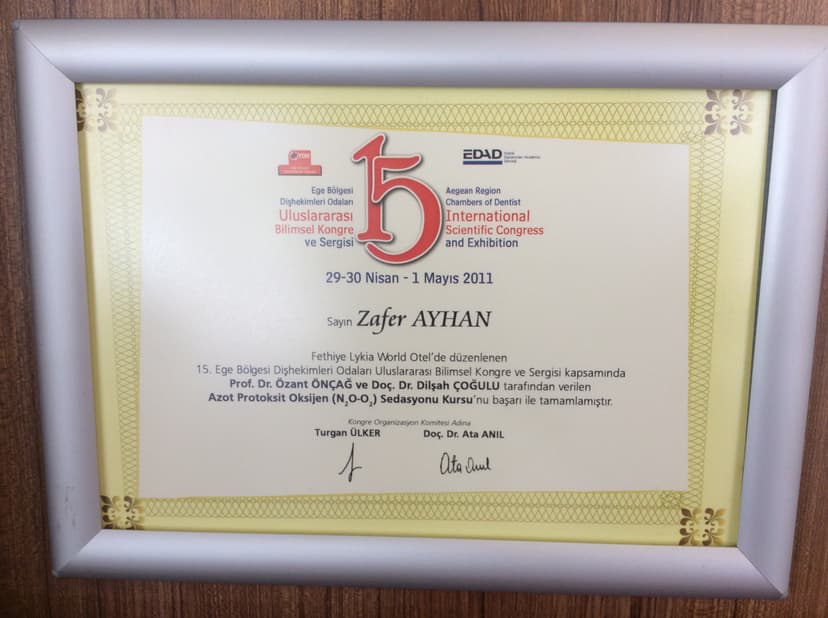 TDB
EDAD
15
Ege Bölgesi
Dişhekimleri Odaları
Uluslararası
Bilimsel Kongre
ve Sergisi
Aegean Region
Chambers of Dentist
International
Scientific Congress
and Exhibition
29-30 Nisan - 1 Mayıs 2011
Sayın Zafer AYHAN
Fethiye Lykia World Otel'de düzenlenen
15. Ege Bölgesi Dişhekimleri Odaları Uluslararası Bilimsel Kongre ve Sergisi kapsamında
Prof. Dr. Özant ÖNÇAĞ ve Doç. Dr. Dilşah ÇOĞULU tarafından verilen
Azot Protoksit Oksijen (N₂O-O₂) Sedasyonu Kursu'nu başarı ile tamamlamıştır.
Kongre Organizasyon Komitesi Adına
Turgan ÜLKER Doç. Dr. Ata ANIL
Ata Anıl